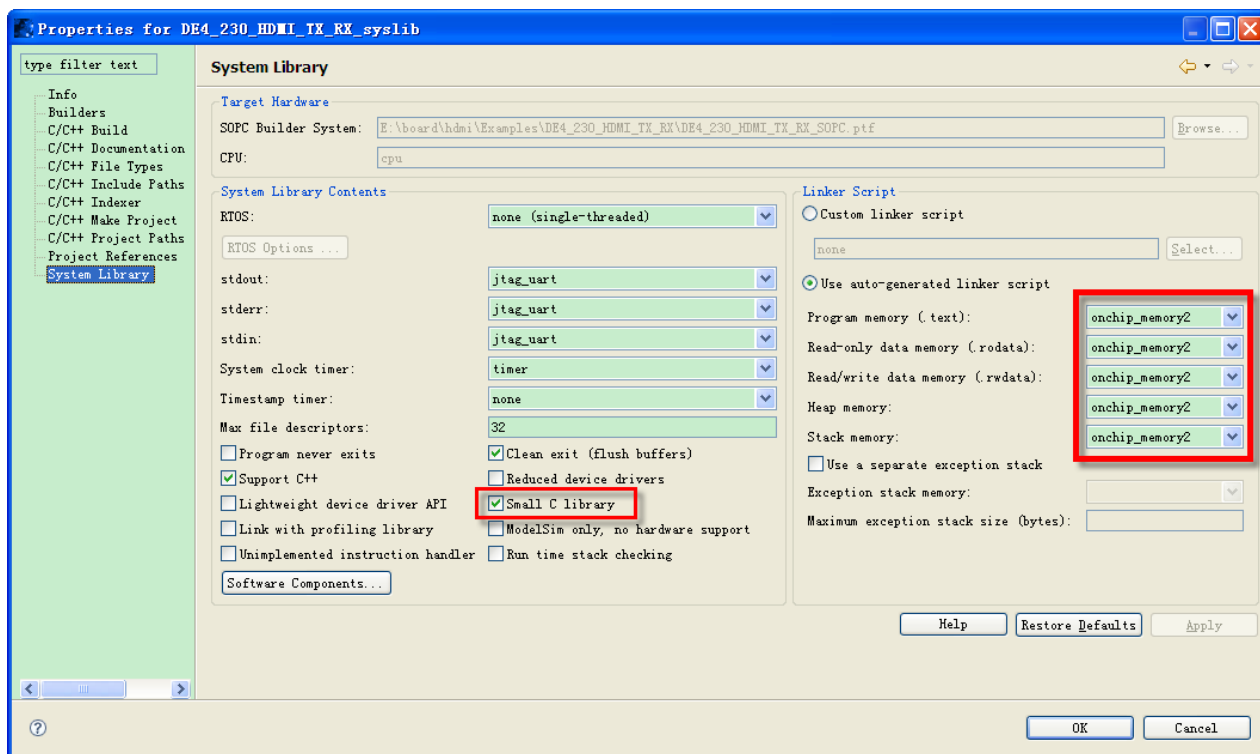 Properties for DE4_230_HDMI_TX_RX_syslib
type filter text
System Library
Info
Builders
C/C++ Build
C/C++ Documentation
C/C++ File Types
C/C++ Include Paths
C/C++ Indexer
C/C++ Make Project
C/C++ Project Paths
Project References
System Library
Target Hardware
SOPC Builder System: E:\board\hdmi\Examples\DE4_230_HDMI_TX_RX\DE4_230_HDMI_TX_RX_SOPC.ptf Browse...
CPU: cpu
System Library Contents
RTOS: none (single-threaded)
RTOS Options ...
stdout: jtag_uart
stderr: jtag_uart
stdin: jtag_uart
System clock timer: timer
Timestamp timer: none
Max file descriptors: 32
Program never exits Clean exit (flush buffers)
Support C++ Reduced device drivers
Lightweight device driver API Small C library
Link with profiling library ModelSim only, no hardware support
Unimplemented instruction handler Run time stack checking
Software Components...
Linker Script
Custom linker script
none Select...
Use auto-generated linker script
Program memory (.text): onchip_memory2
Read-only data memory (.rodata): onchip_memory2
Read/write data memory (.rwdata): onchip_memory2
Heap memory: onchip_memory2
Stack memory: onchip_memory2
Use a separate exception stack
Exception stack memory:
Maximum exception stack size (bytes):
Help Restore Defaults Apply
OK Cancel